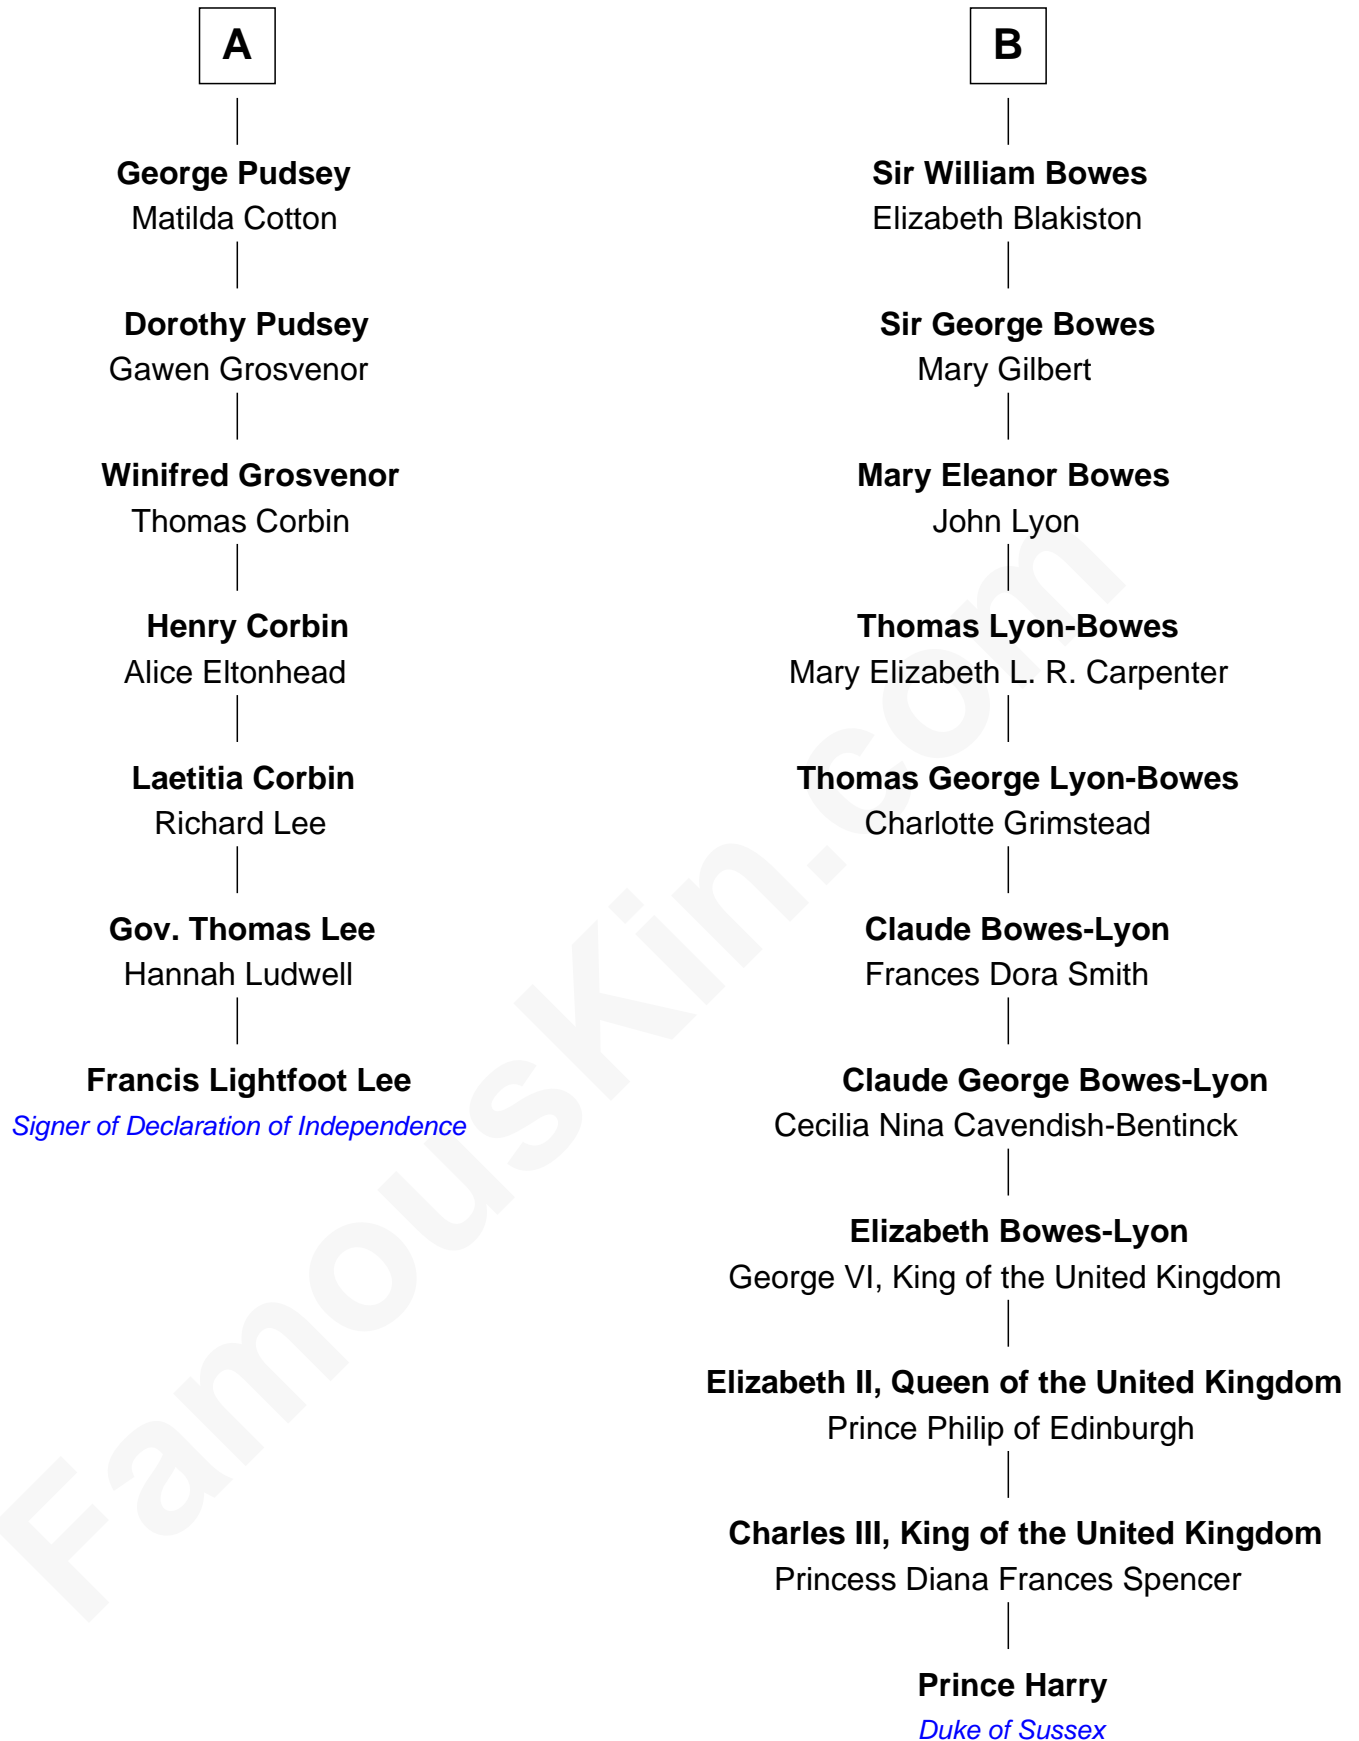 A
George Pudsey
Matilda Cotton
Dorothy Pudsey
Gawen Grosvenor
Winifred Grosvenor
Thomas Corbin
Henry Corbin
Alice Eltonhead
Laetitia Corbin
Richard Lee
Gov. Thomas Lee
Hannah Ludwell
Francis Lightfoot Lee
Signer of Declaration of Independence
B
Sir William Bowes
Elizabeth Blakiston
Sir George Bowes
Mary Gilbert
Mary Eleanor Bowes
John Lyon
Thomas Lyon-Bowes
Mary Elizabeth L. R. Carpenter
Thomas George Lyon-Bowes
Charlotte Grimstead
Claude Bowes-Lyon
Frances Dora Smith
Claude George Bowes-Lyon
Cecilia Nina Cavendish-Bentinck
Elizabeth Bowes-Lyon
George VI, King of the United Kingdom
Elizabeth II, Queen of the United Kingdom
Prince Philip of Edinburgh
Charles III, King of the United Kingdom
Princess Diana Frances Spencer
Prince Harry
Duke of Sussex
FamousKin.com